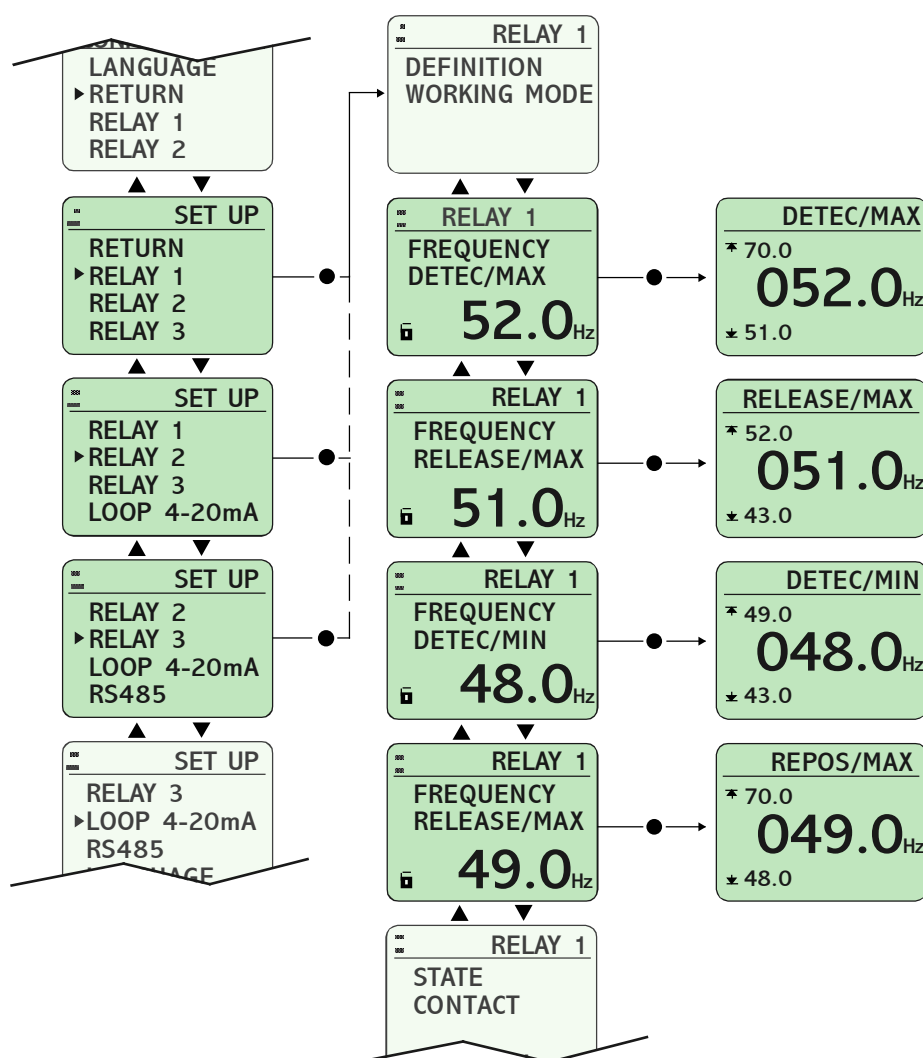 LANGUAGE
RETURN
RELAY 1
RELAY 2
SET UP
RETURN
RELAY 1
RELAY 2
RELAY 3
SET UP
RELAY 1
RELAY 2
RELAY 3
LOOP 4-20mA
SET UP
RELAY 2
RELAY 3
LOOP 4-20mA
RS485
SET UP
RELAY 3
LOOP 4-20mA
RS485
RELAY 1
DEFINITION
WORKING MODE
RELAY 1
FREQUENCY
DETEC/MAX
52.0Hz
RELAY 1
FREQUENCY
RELEASE/MAX
51.0Hz
RELAY 1
FREQUENCY
DETEC/MIN
48.0Hz
RELAY 1
FREQUENCY
RELEASE/MAX
49.0Hz
RELAY 1
STATE
CONTACT
DETEC/MAX
70.0
052.0Hz
51.0
RELEASE/MAX
52.0
051.0Hz
43.0
DETEC/MIN
49.0
048.0Hz
43.0
REPOS/MAX
70.0
049.0Hz
48.0